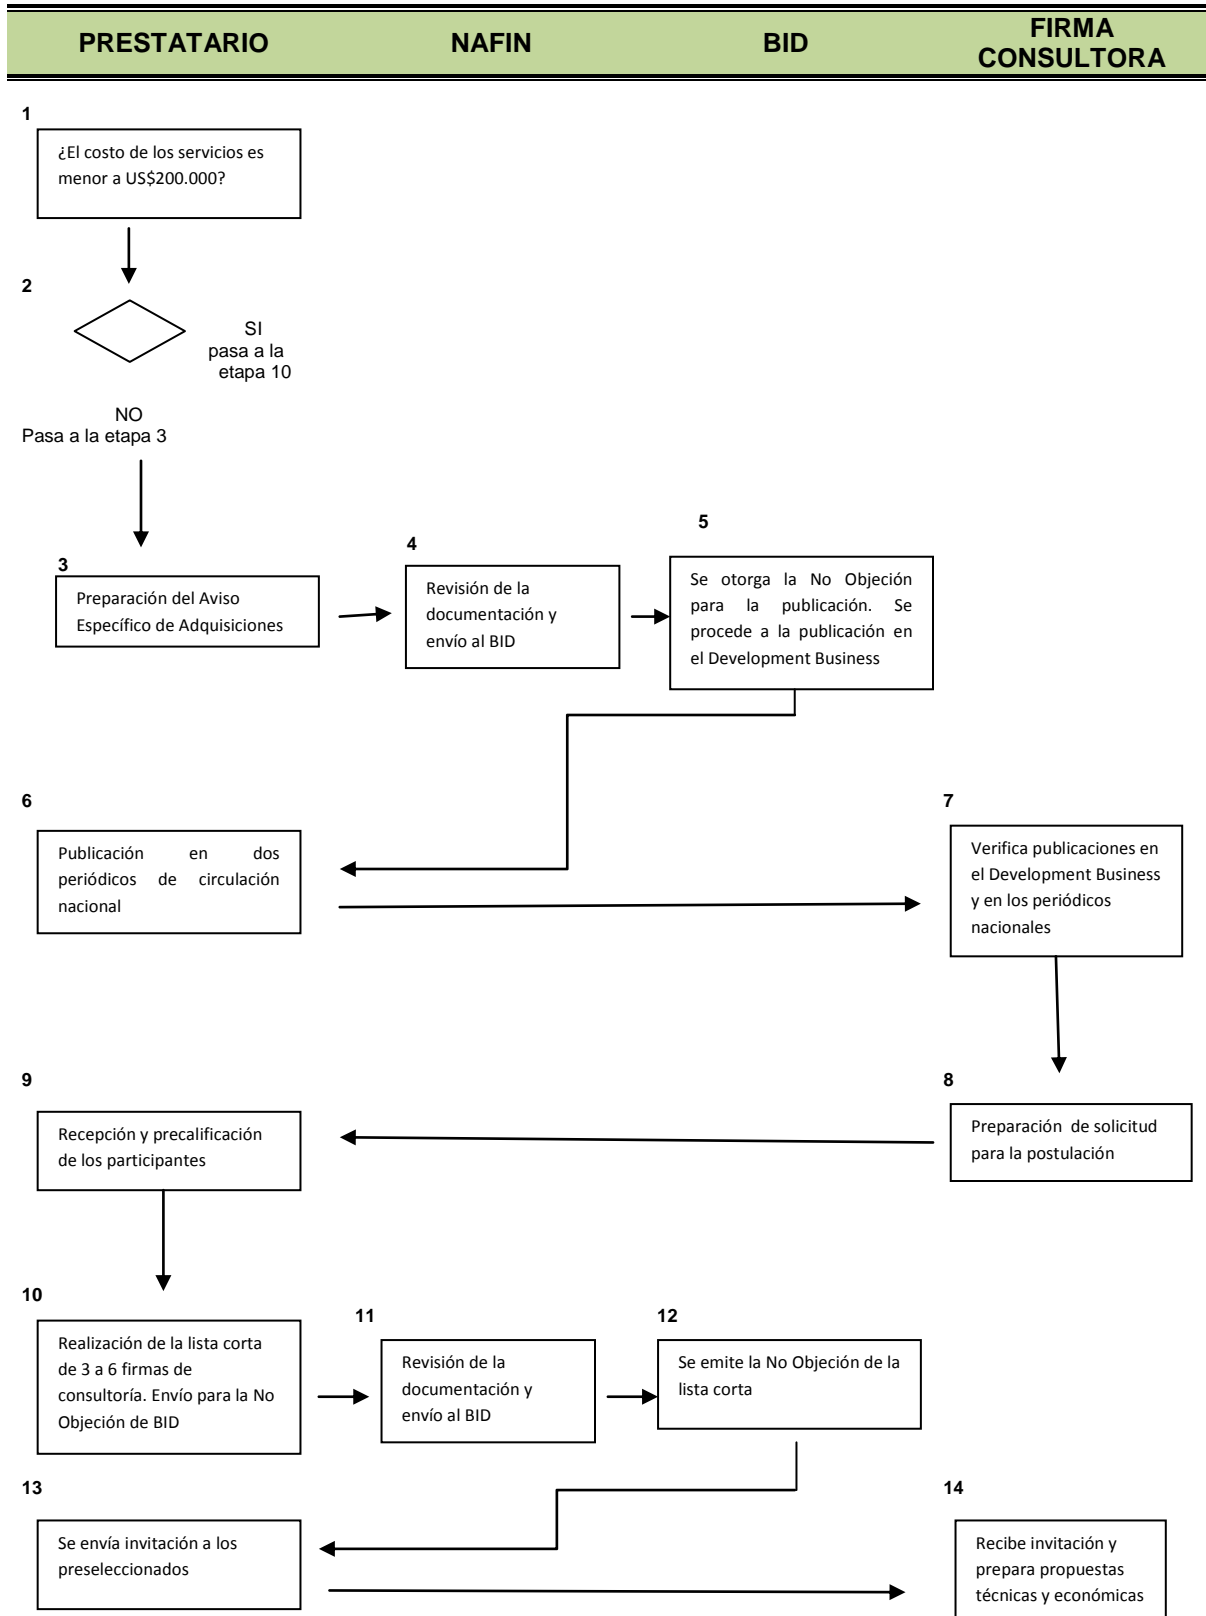 PRESTATARIO NAFIN BID FIRMA
CONSULTORA
1
¿El costo de los servicios es
menor a US$200.000?
2
SI
pasa a la
etapa 10
NO
Pasa a la etapa 3
3
Preparación del Aviso
Específico de Adquisiciones
4
Revisión de la
documentación y
envío al BID
5
Se otorga la No Objeción
para la publicación. Se
procede a la publicación en
el Development Business
6
Publicación en dos
periódicos de circulación
nacional
7
Verifica publicaciones en
el Development Business
y en los periódicos
nacionales
8
Preparación de solicitud
para la postulación
9
Recepción y precalificación
de los participantes
10
Realización de la lista corta
de 3 a 6 firmas de
consultoría. Envío para la No
Objeción de BID
11
Revisión de la
documentación y
envío al BID
12
Se emite la No Objeción de la
lista corta
13
Se envía invitación a los
preseleccionados
14
Recibe invitación y
prepara propuestas
técnicas y económicas